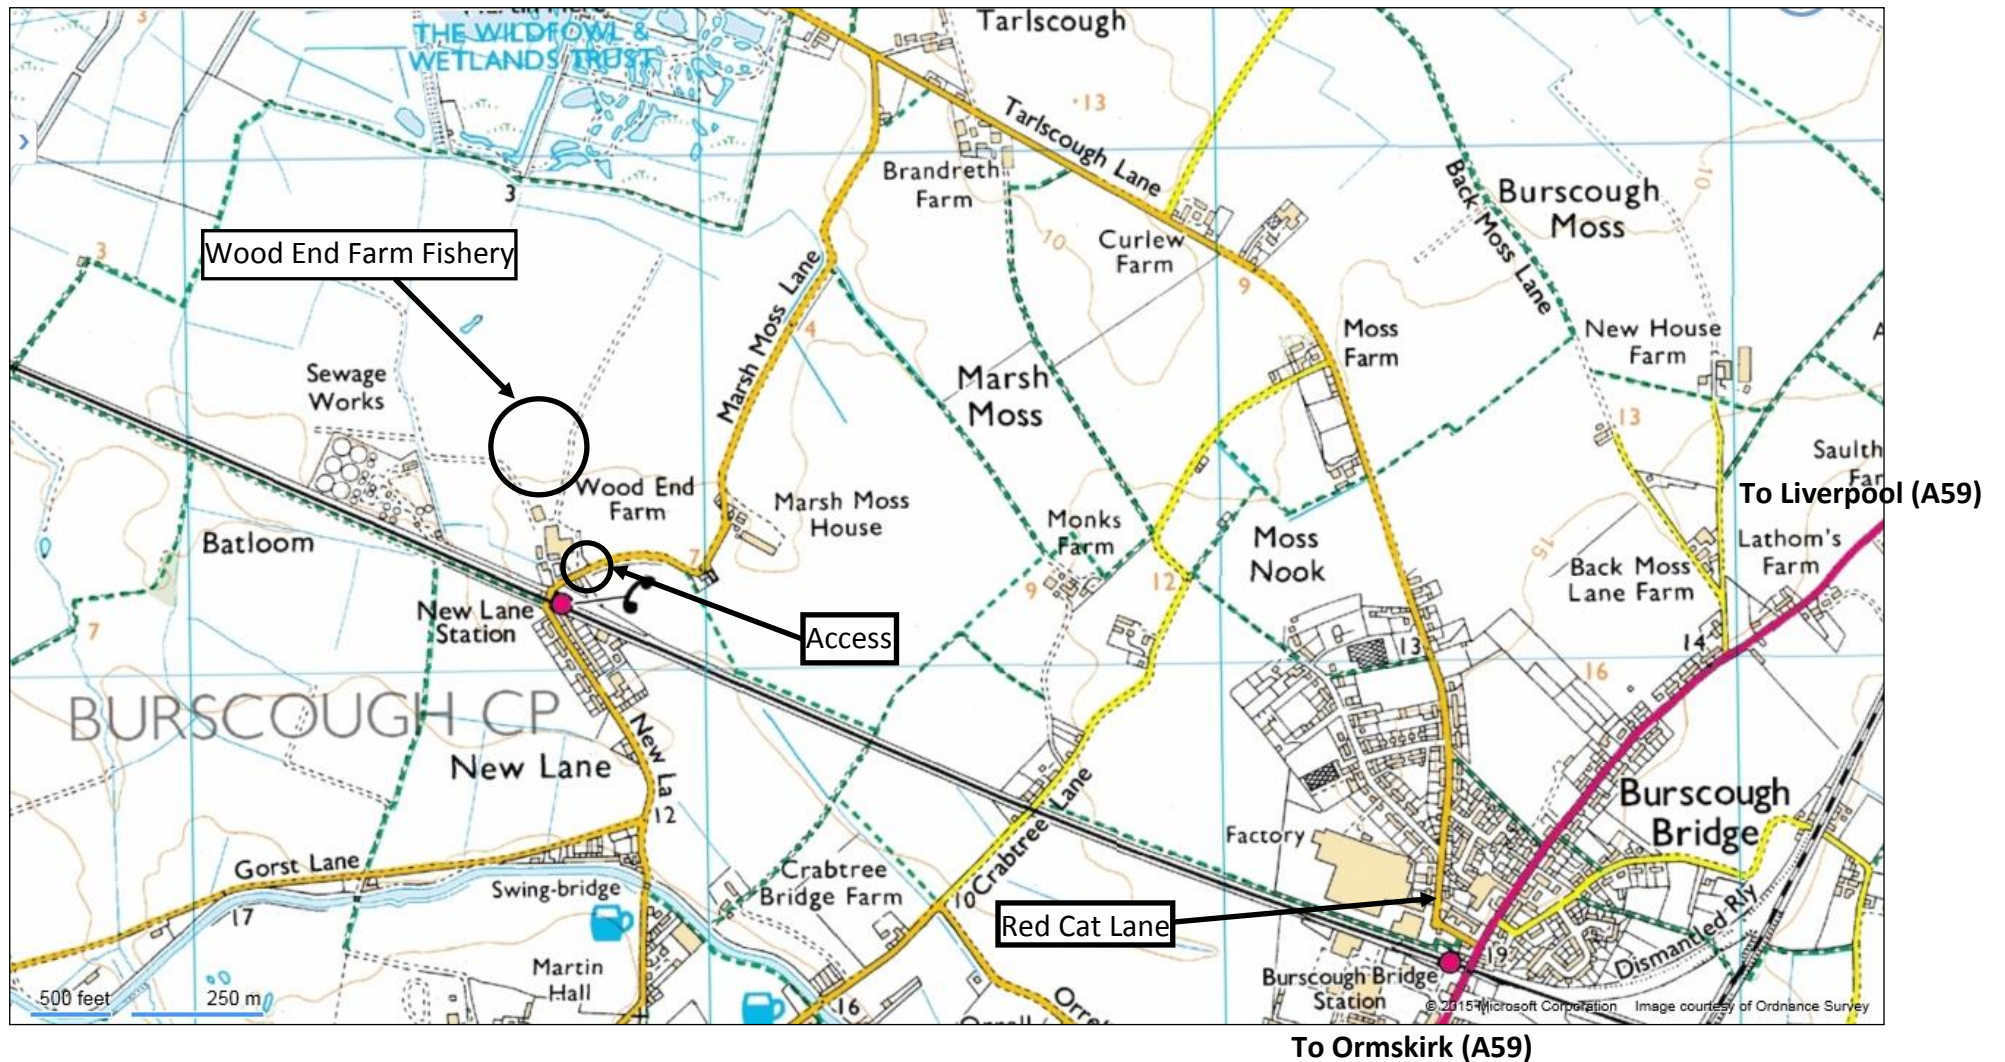 3
Tarlscough
THE WILDFOWL &
WETLANDS TRUST
13
Tarlscough Lane
3
Brandreth
Farm
Back Moss Lane
Burscough
Moss
10
Wood End Farm Fishery
3
10
Curlew
Farm
9
Marsh Moss Lane
4
Moss
Farm
New House
Farm
Sewage
Works
Marsh
Moss
13
Wood End
Farm
Marsh Moss
House
To Liverpool (A59)
Batloom
Monks
Farm
Moss
Nook
15
Lathom's
Farm
7
9
12
Back Moss
Lane Farm
New Lane
Station
7
Access
13
14
16
BURSCOUGH CP
New Lane
New La
12
Crabtree Lane
Burscough
Bridge
Factory
Gorst Lane
17
Swing-bridge
Crabtree
Bridge Farm
10
Red Cat Lane
19
Dismantled Rly
Martin
Hall
Burscough Bridge
Station
16
500 feet
250 m
© 2015 Microsoft Corporation Image courtesy of Ordnance Survey
To Ormskirk (A59)